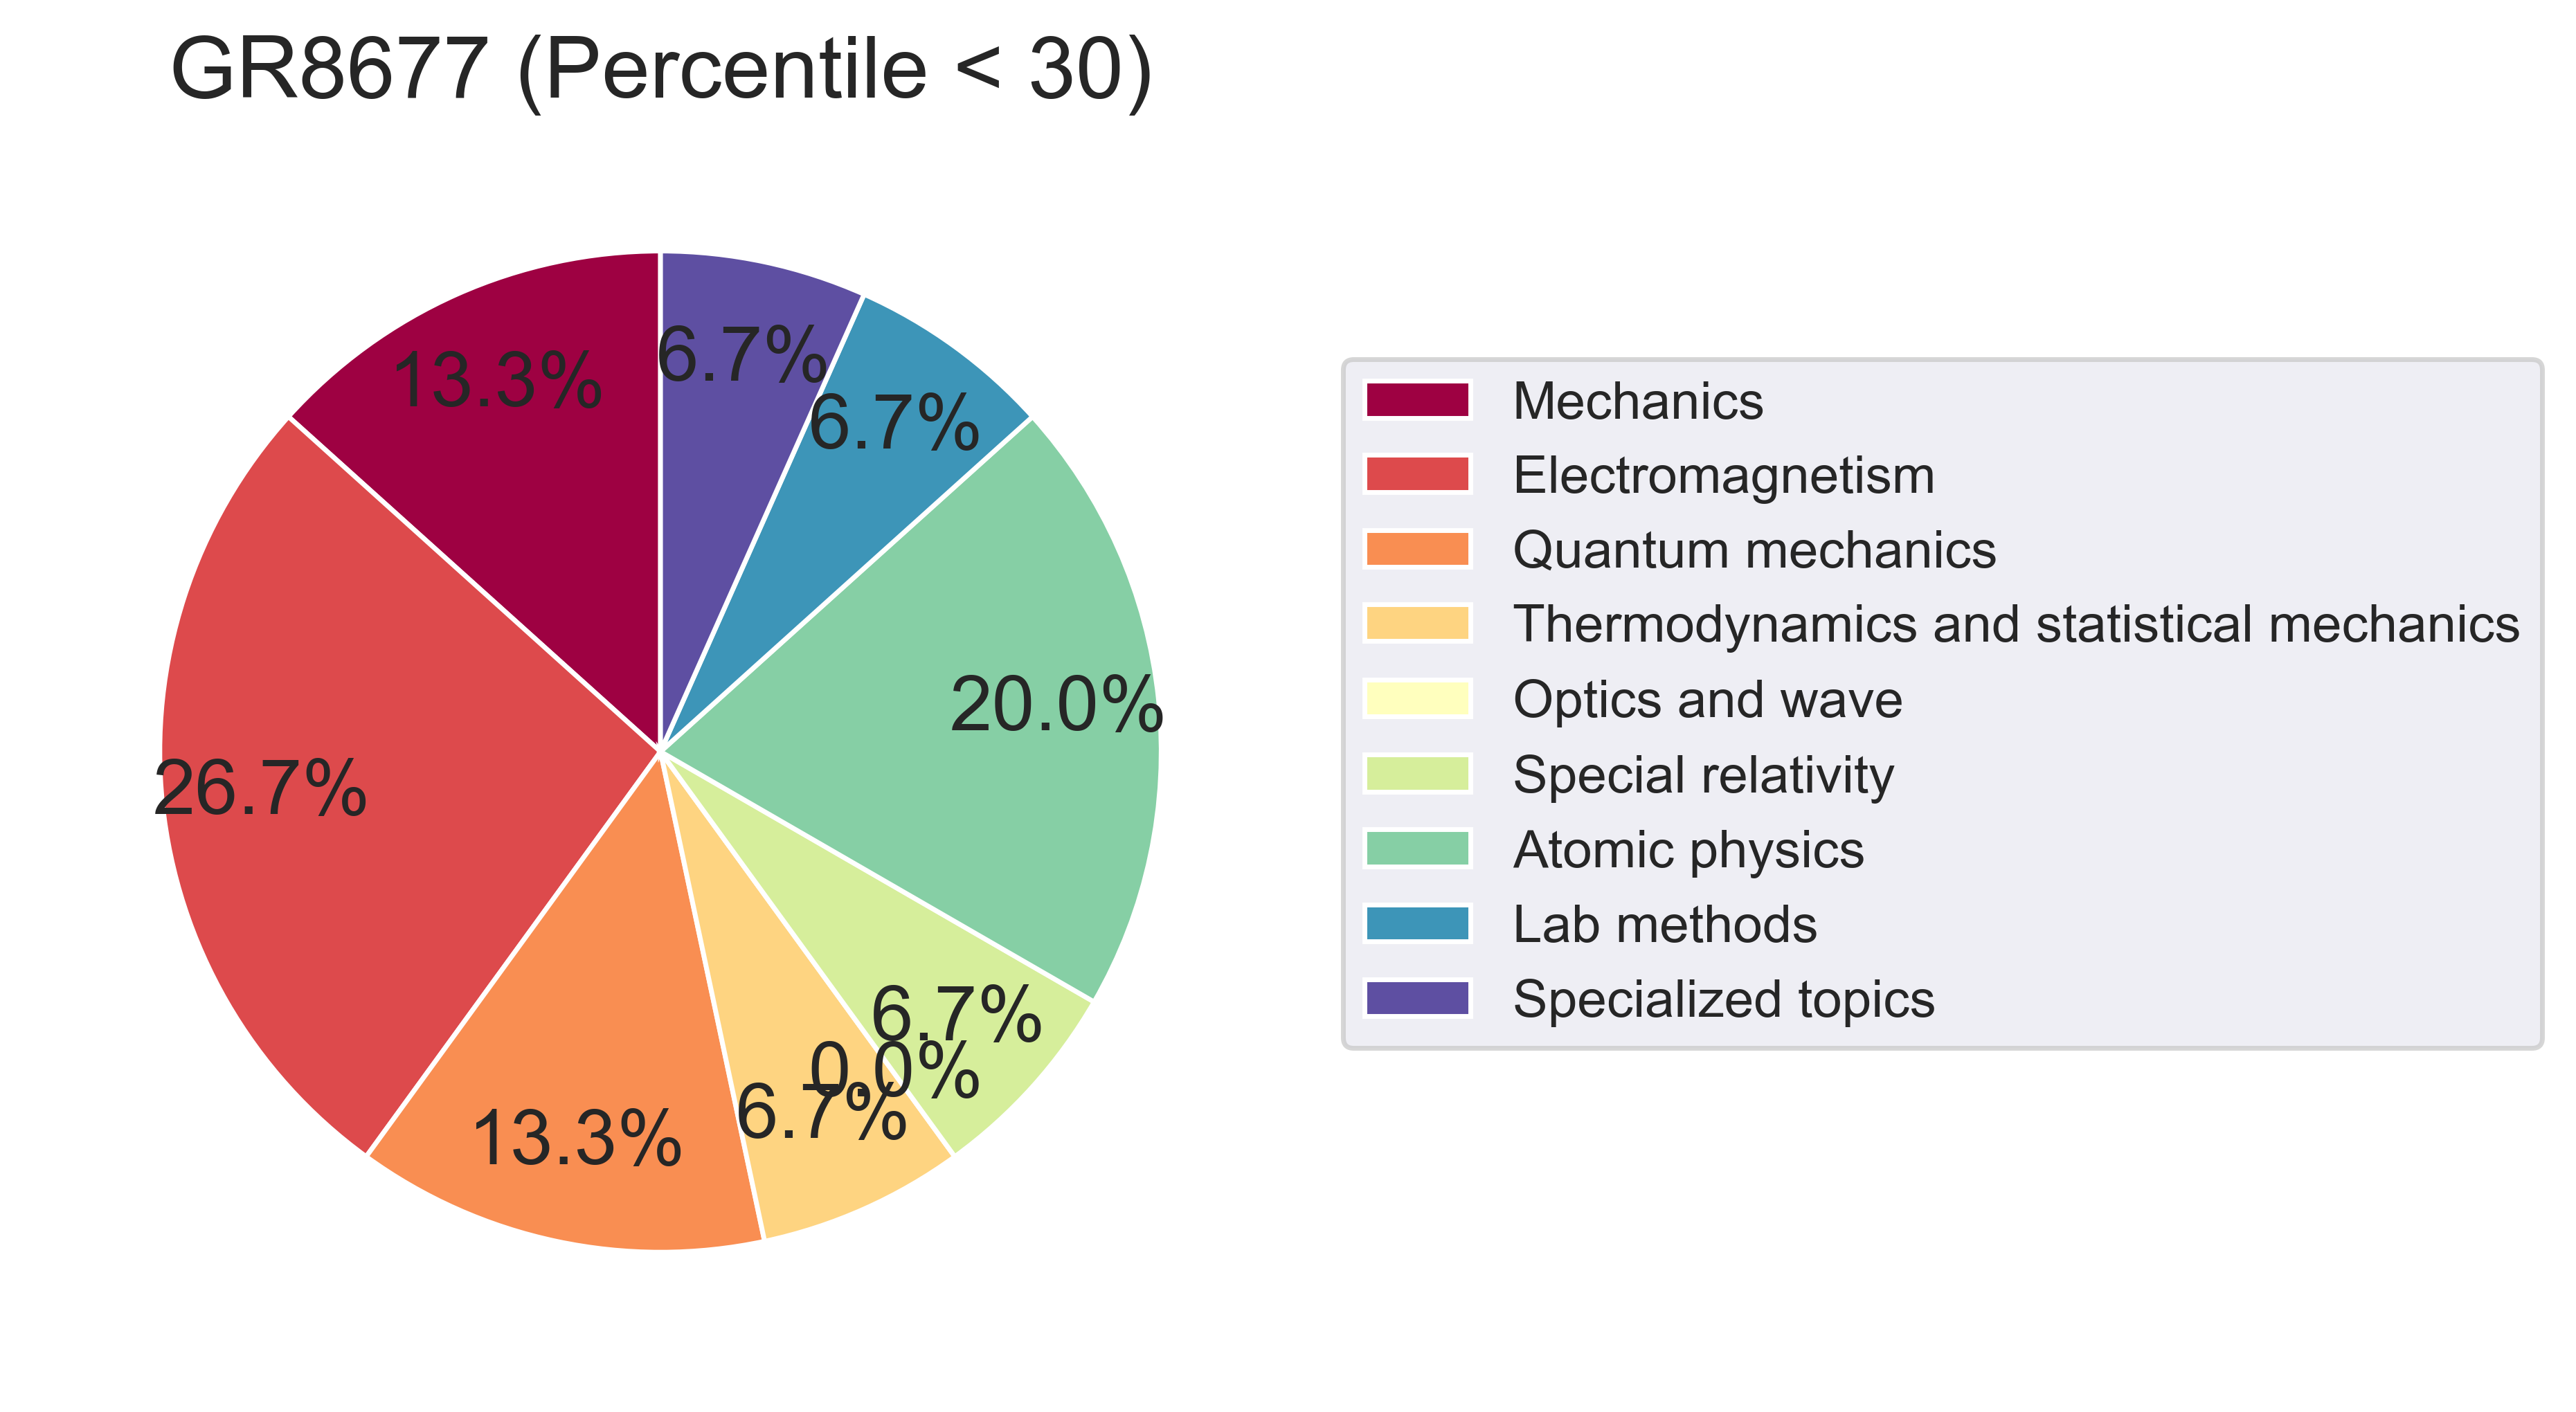 GR8677 (Percentile < 30)
6.7%
13.3%
6.7%
20.0%
26.7%
6.7%
0.0%
6.7%
13.3%
Mechanics
Electromagnetism
Quantum mechanics
Thermodynamics and statistical mechanics
Optics and wave
Special relativity
Atomic physics
Lab methods
Specialized topics